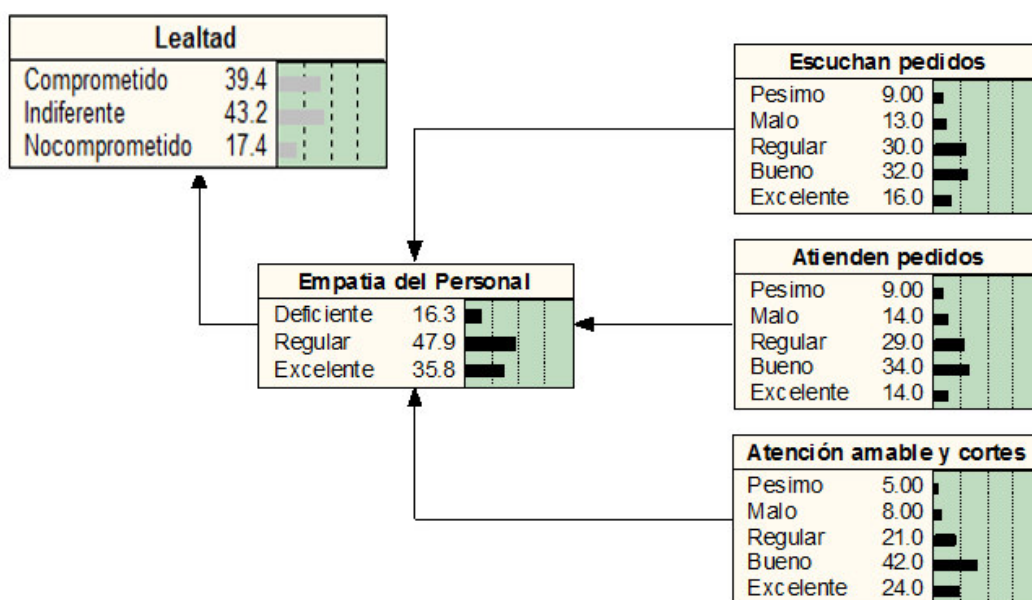 Lealtad
Comprometido 39.4
Indiferente 43.2
Nocomprometido 17.4
Empatia del Personal
Deficiente 16.3
Regular 47.9
Excelente 35.8
Escuchan pedidos
Pesimo 9.00
Malo 13.0
Regular 30.0
Bueno 32.0
Excelente 16.0
Atienden pedidos
Pesimo 9.00
Malo 14.0
Regular 29.0
Bueno 34.0
Excelente 14.0
Atención amable y cortes
Pesimo 5.00
Malo 8.00
Regular 21.0
Bueno 42.0
Excelente 24.0